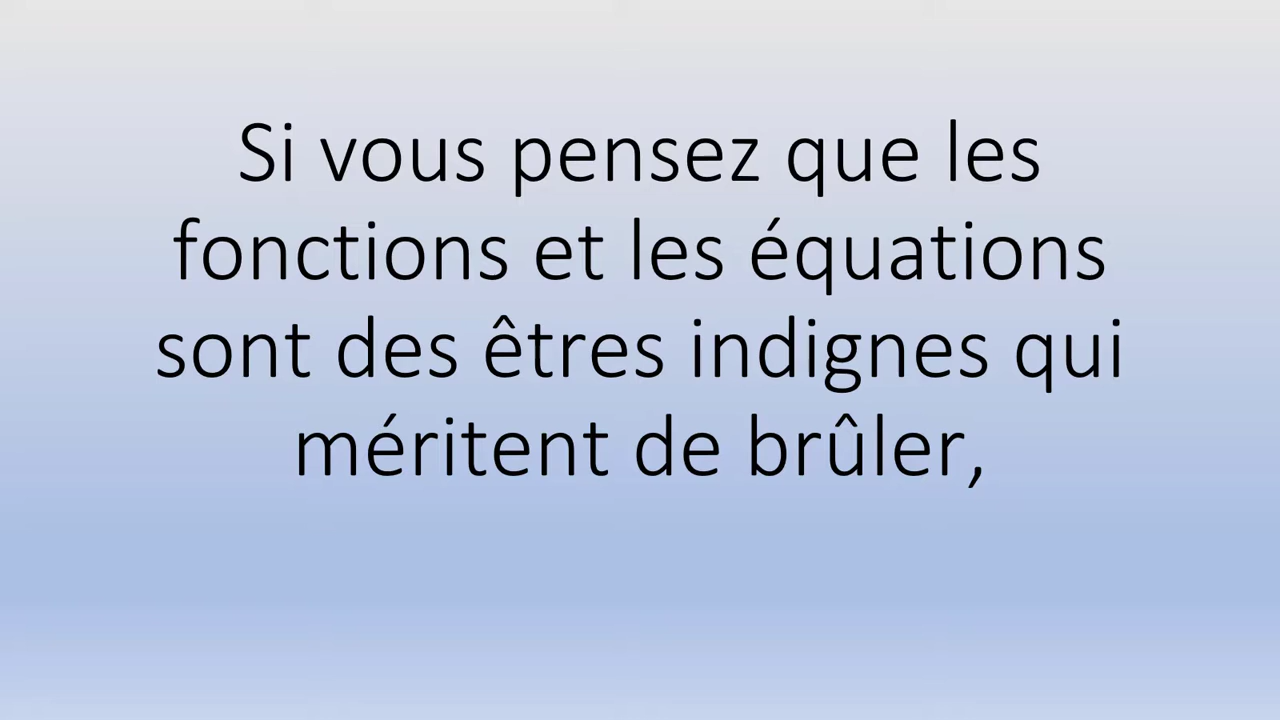 Si vous pensez que les
fonctions et les équations
sont des êtres indignes qui
méritent de brûler,